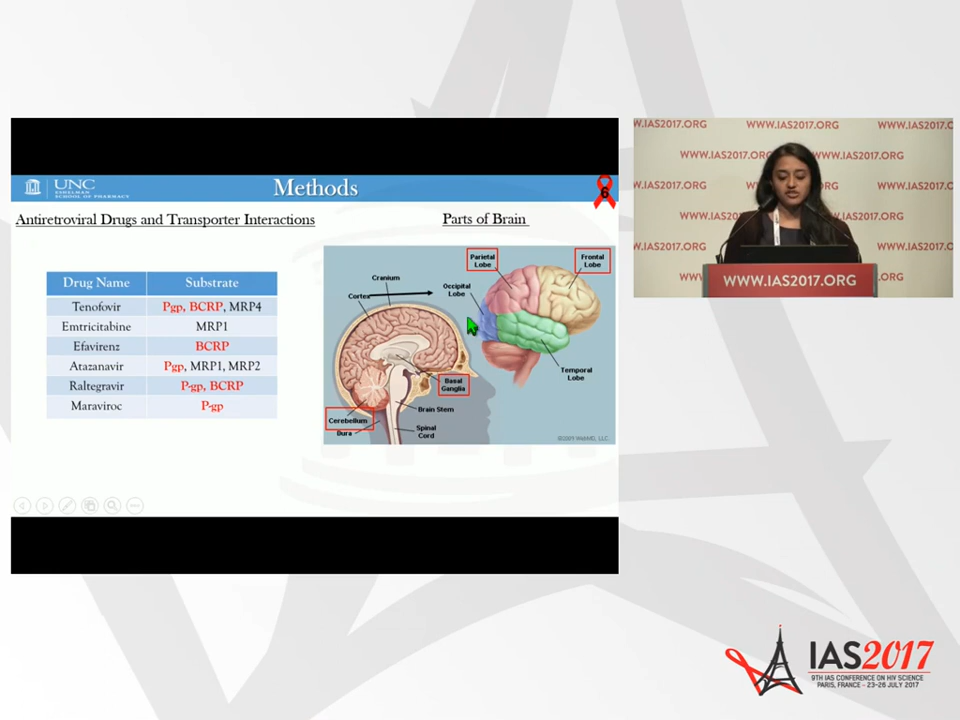 UNC
ESHELMAN
SCHOOL OF PHARMACY
Methods
6
Antiretroviral Drugs and Transporter Interactions
Parts of Brain
Drug Name Substrate
Tenofovir Pgp, BCRP, MRP4
Emtricitabine MRP1
Efavirenz BCRP
Atazanavir Pgp, MRP1, MRP2
Raltegravir P-gp, BCRP
Maraviroc P-gp
Cranium
Cortex
Parietal
Lobe
Frontal
Lobe
Occipital
Lobe
Temporal
Lobe
Basal
Ganglia
Cerebellum
Dura
Brain Stem
Spinal
Cord
W.IAS2017.ORG WWW.IAS2017.ORG WWW.IAS2017.O
WWW.IAS2017.ORG WWW.IAS2017.ORG
W.IAS2017.ORG
WWW.IAS2017.ORG
WWW.IAS2017.ORG
IAS2017
9TH IAS CONFERENCE ON HIV SCIENCE
PARIS, FRANCE - 23-26 JULY 2017